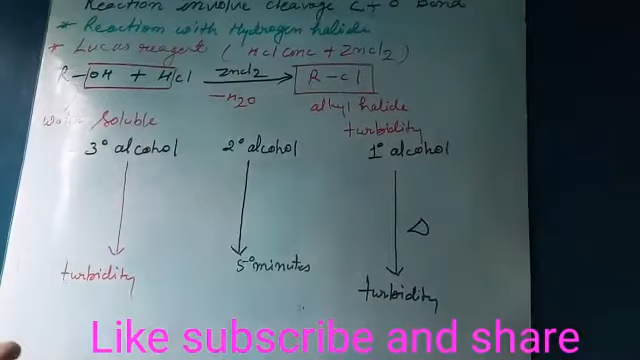 Reaction involve cleavage C + O Bond
* Reaction with Hydrogen halide
* Lucas reagent ( HCl conc + ZnCl2 )
R-OH + HCl ZnCl2 R-Cl
-H2O
alkyl halide
water soluble
turbidity
3° alcohol 2° alcohol 1° alcohol
Δ
turbidity
5° minutes
turbidity
Like subscribe and share